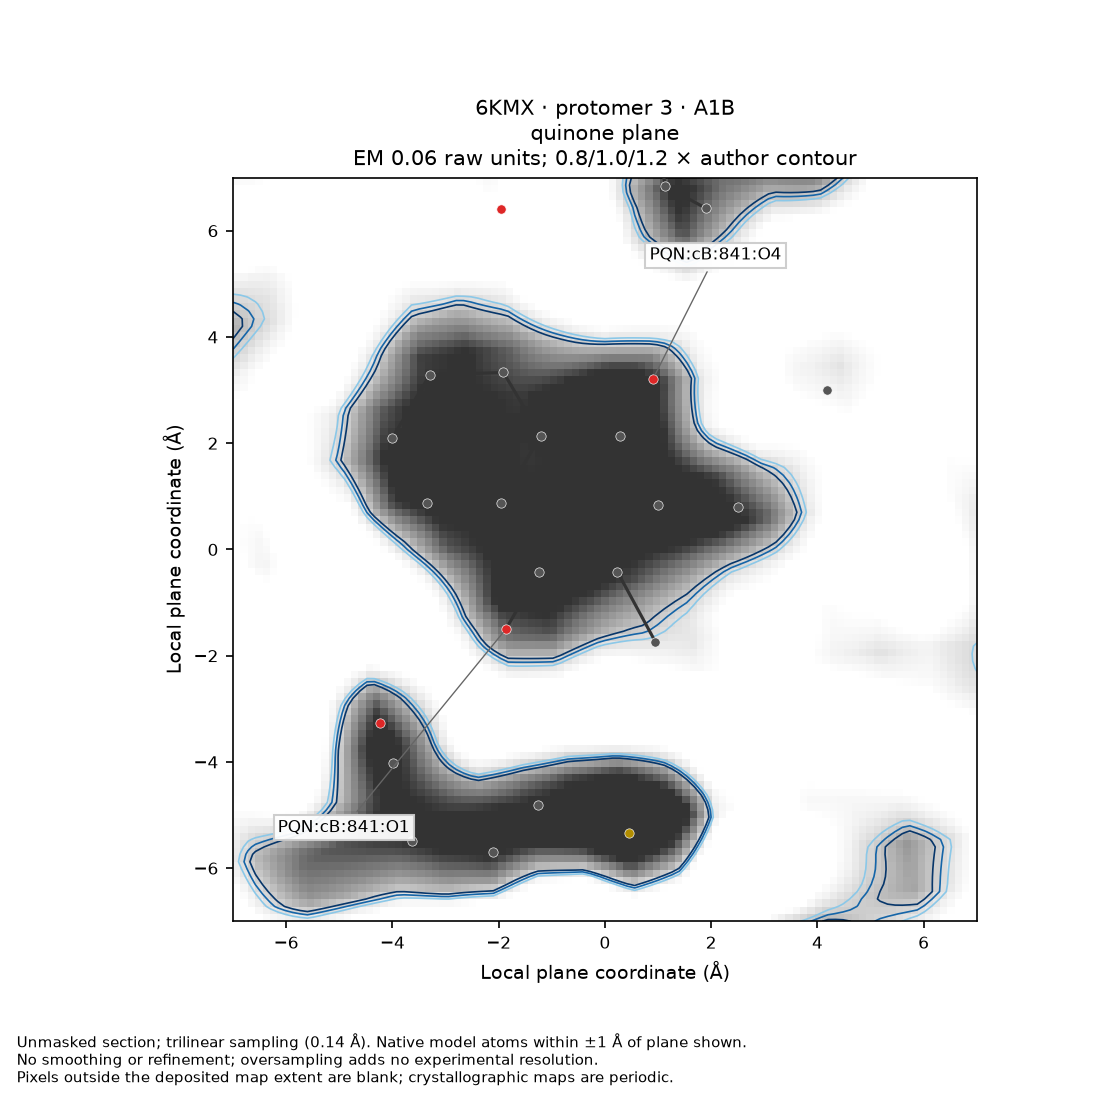 6KMX · protomer 3 · A1B
quinone plane
EM 0.06 raw units; 0.8/1.0/1.2 × author contour
PQN:cB:841:O4
PQN:cB:841:O1
Local plane coordinate (Å)
6
4
2
0
−2
−4
−6
−6 −4 −2 0 2 4 6
Local plane coordinate (Å)
Unmasked section; trilinear sampling (0.14 Å). Native model atoms within ±1 Å of plane shown.
No smoothing or refinement; oversampling adds no experimental resolution.
Pixels outside the deposited map extent are blank; crystallographic maps are periodic.